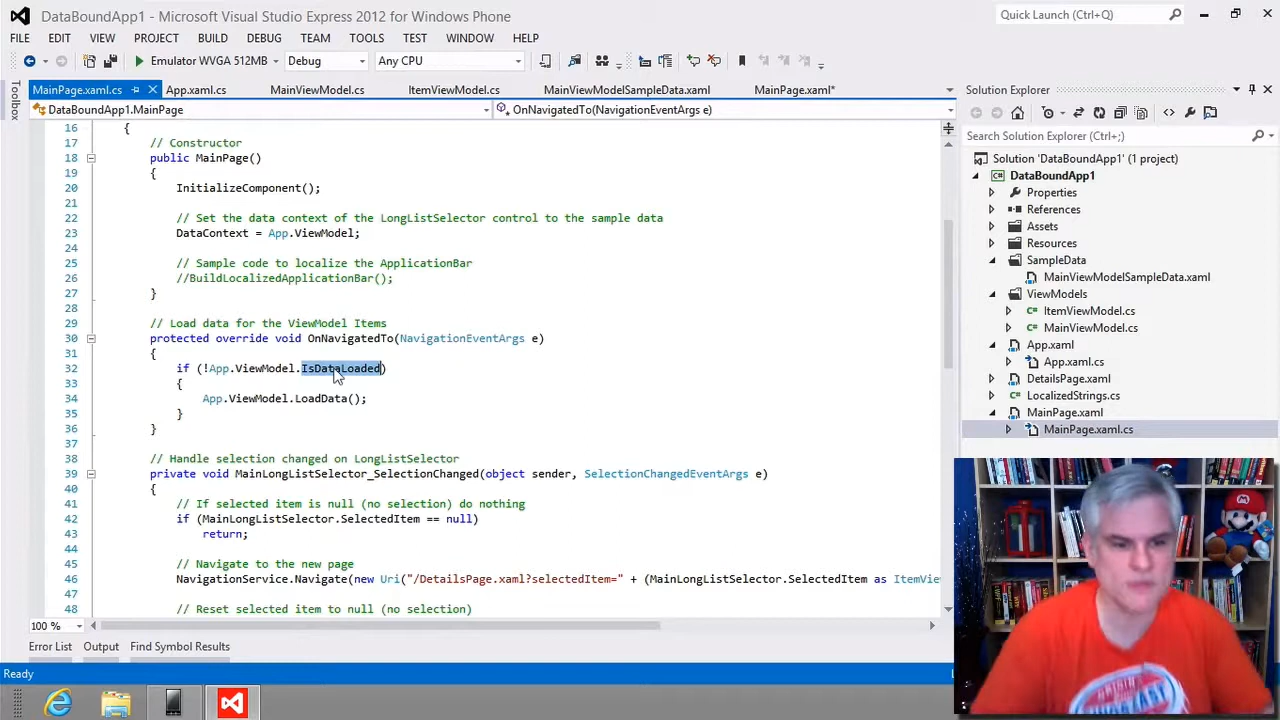 DataBoundApp1 - Microsoft Visual Studio Express 2012 for Windows Phone
Quick Launch (Ctrl+Q)
FILE EDIT VIEW PROJECT BUILD DEBUG TEAM TOOLS TEST WINDOW HELP
Emulator WVGA 512MB Debug Any CPU
Toolbox
MainPage.xaml.cs App.xaml.cs MainViewModel.cs ItemViewModel.cs MainViewModelSampleData.xaml MainPage.xaml*
DataBoundApp1.MainPage OnNavigatedTo(NavigationEventArgs e)
16 {
17 // Constructor
18 public MainPage()
19 {
20 InitializeComponent();
21
22 // Set the data context of the LongListSelector control to the sample data
23 DataContext = App.ViewModel;
24
25 // Sample code to localize the ApplicationBar
26 //BuildLocalizedApplicationBar();
27 }
28
29 // Load data for the ViewModel Items
30 protected override void OnNavigatedTo(NavigationEventArgs e)
31 {
32 if (!App.ViewModel.IsDataLoaded)
33 {
34 App.ViewModel.LoadData();
35 }
36 }
37
38 // Handle selection changed on LongListSelector
39 private void MainLongListSelector_SelectionChanged(object sender, SelectionChangedEventArgs e)
40 {
41 // If selected item is null (no selection) do nothing
42 if (MainLongListSelector.SelectedItem == null)
43 return;
44
45 // Navigate to the new page
46 NavigationService.Navigate(new Uri("/DetailsPage.xaml?selectedItem=" + (MainLongListSelector.SelectedItem as ItemVie
47
48 // Reset selected item to null (no selection)
100 %
Error List Output Find Symbol Results
Ready
Solution Explorer
Search Solution Explorer (Ctrl+;)
Solution 'DataBoundApp1' (1 project)
DataBoundApp1
Properties
References
Assets
Resources
SampleData
MainViewModelSampleData.xaml
ViewModels
ItemViewModel.cs
MainViewModel.cs
App.xaml
App.xaml.cs
DetailsPage.xaml
LocalizedStrings.cs
MainPage.xaml
MainPage.xaml.cs